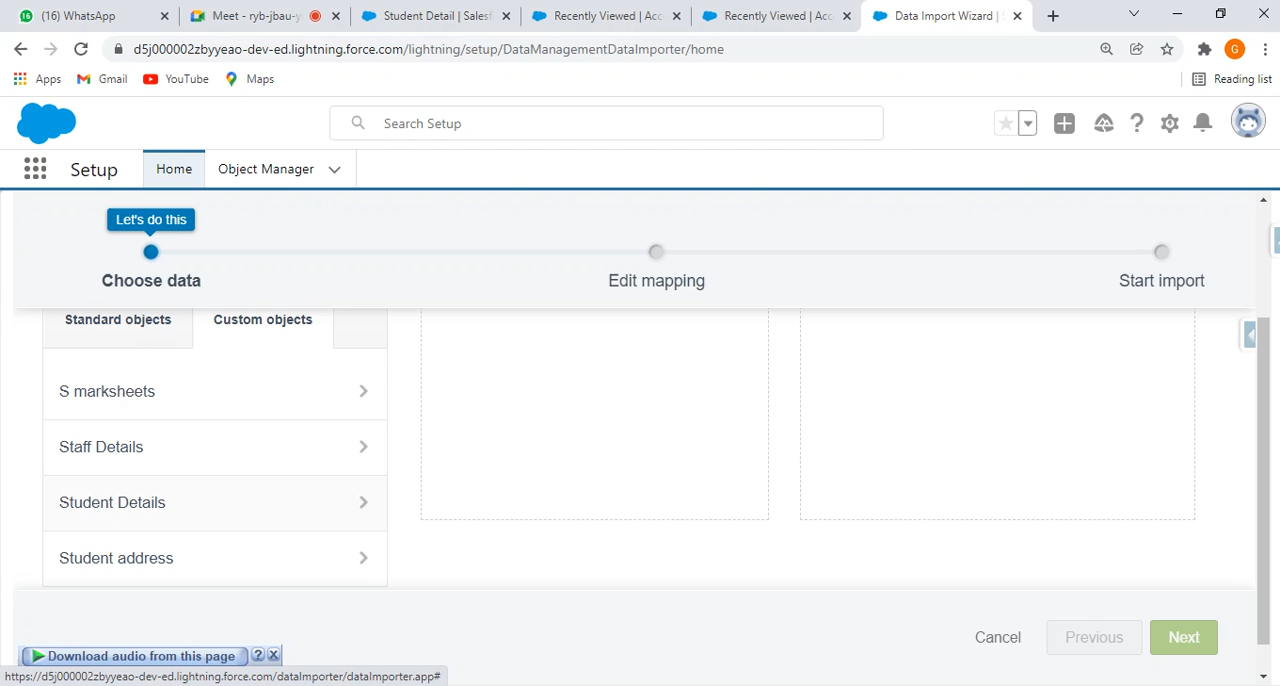 (16) WhatsApp
Meet - ryb-jbau-y
Student Detail | Salesf
Recently Viewed | Acc
Recently Viewed | Acc
Data Import Wizard | S
d5j000002zbyyeao-dev-ed.lightning.force.com/lightning/setup/DataManagementDataImporter/home
G
Apps
Gmail
YouTube
Maps
Reading list
Search Setup
Setup
Home
Object Manager
Let's do this
Choose data
Edit mapping
Start import
Standard objects
Custom objects
S marksheets
Staff Details
Student Details
Student address
Cancel
Previous
Next
Download audio from this page
https://d5j000002zbyyeao-dev-ed.lightning.force.com/dataImporter/dataImporter.app#